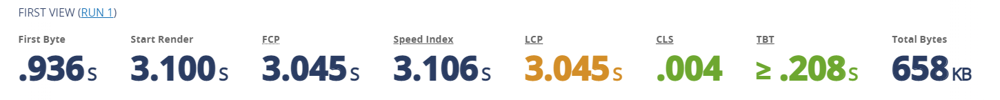 FIRST VIEW (RUN 1)
First Byte Start Render FCP Speed Index LCP CLS TBT Total Bytes
.936 S 3.100 S 3.045 S 3.106 S 3.045 S .004 ≥ .208 S 658 KB